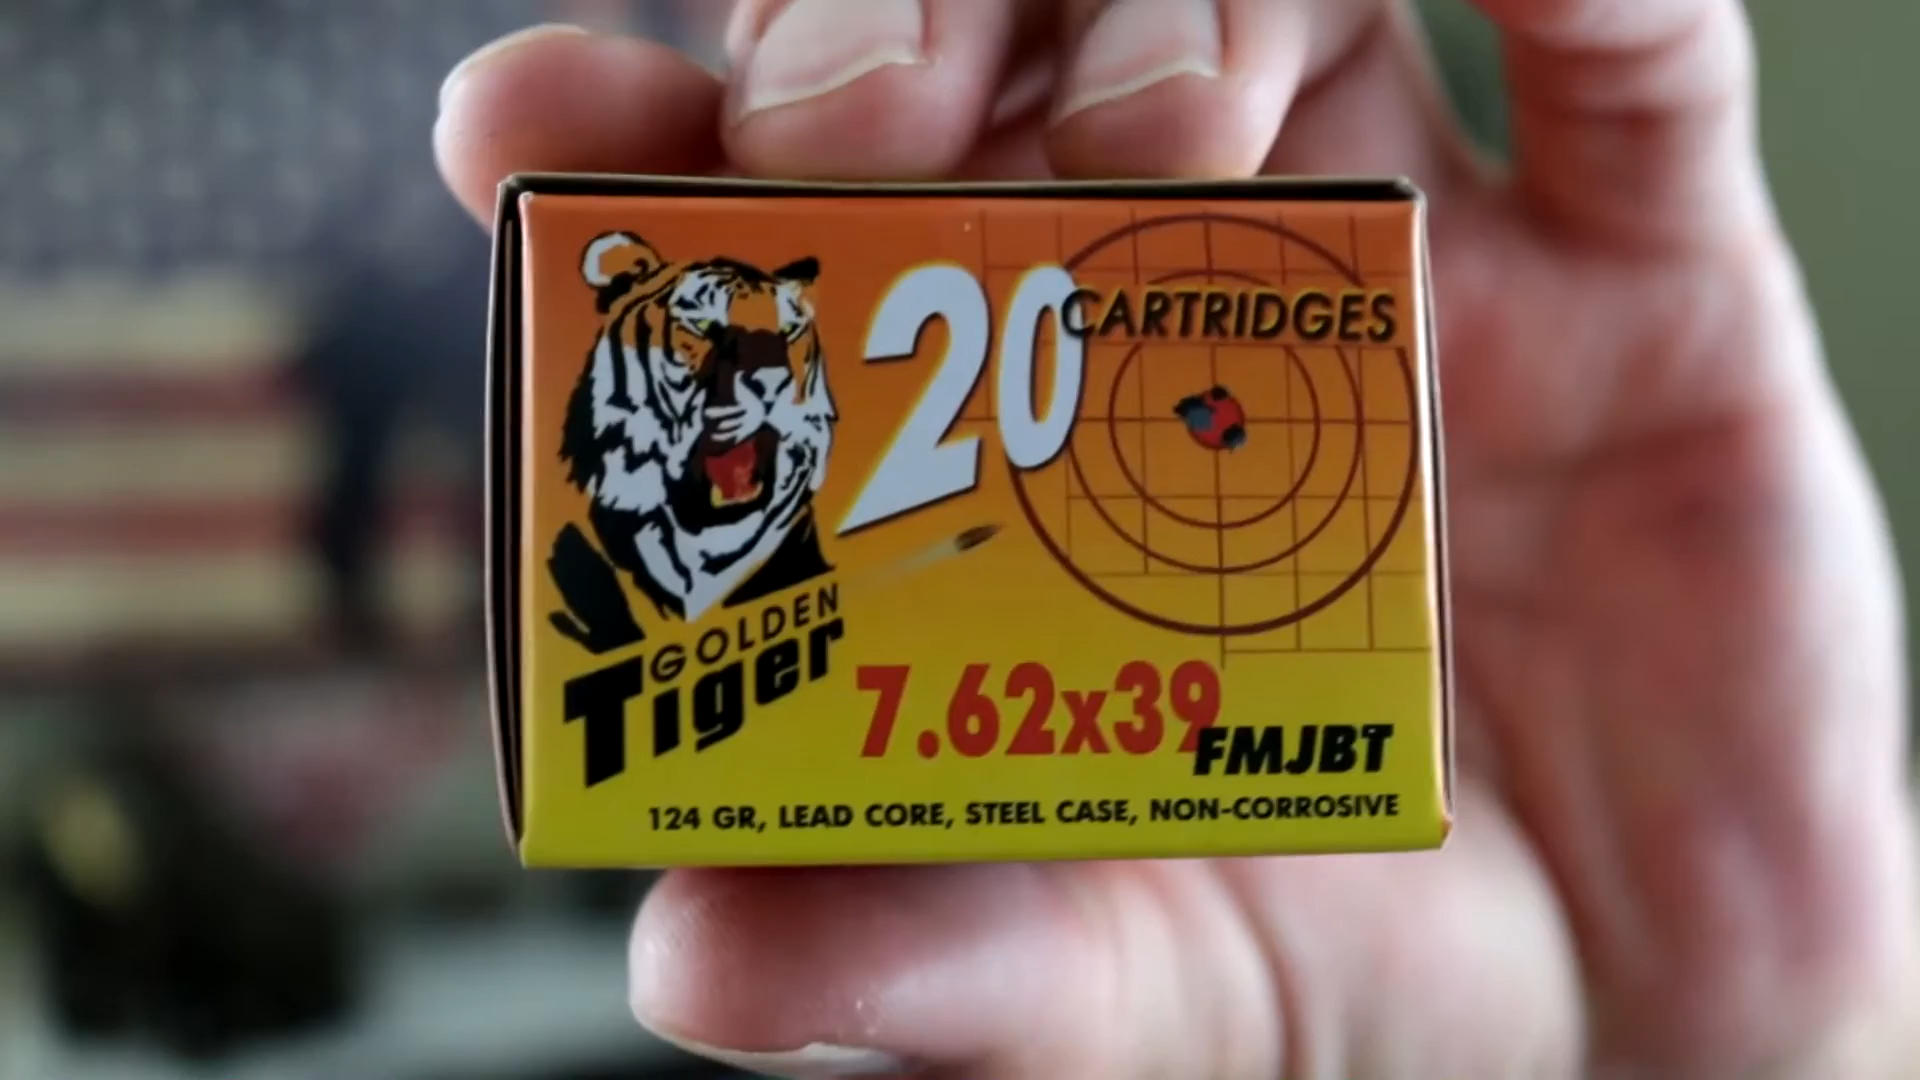 20 CARTRIDGES
GOLDEN
Tiger
7.62x39
FMJBT
124 GR, LEAD CORE, STEEL CASE, NON-CORROSIVE